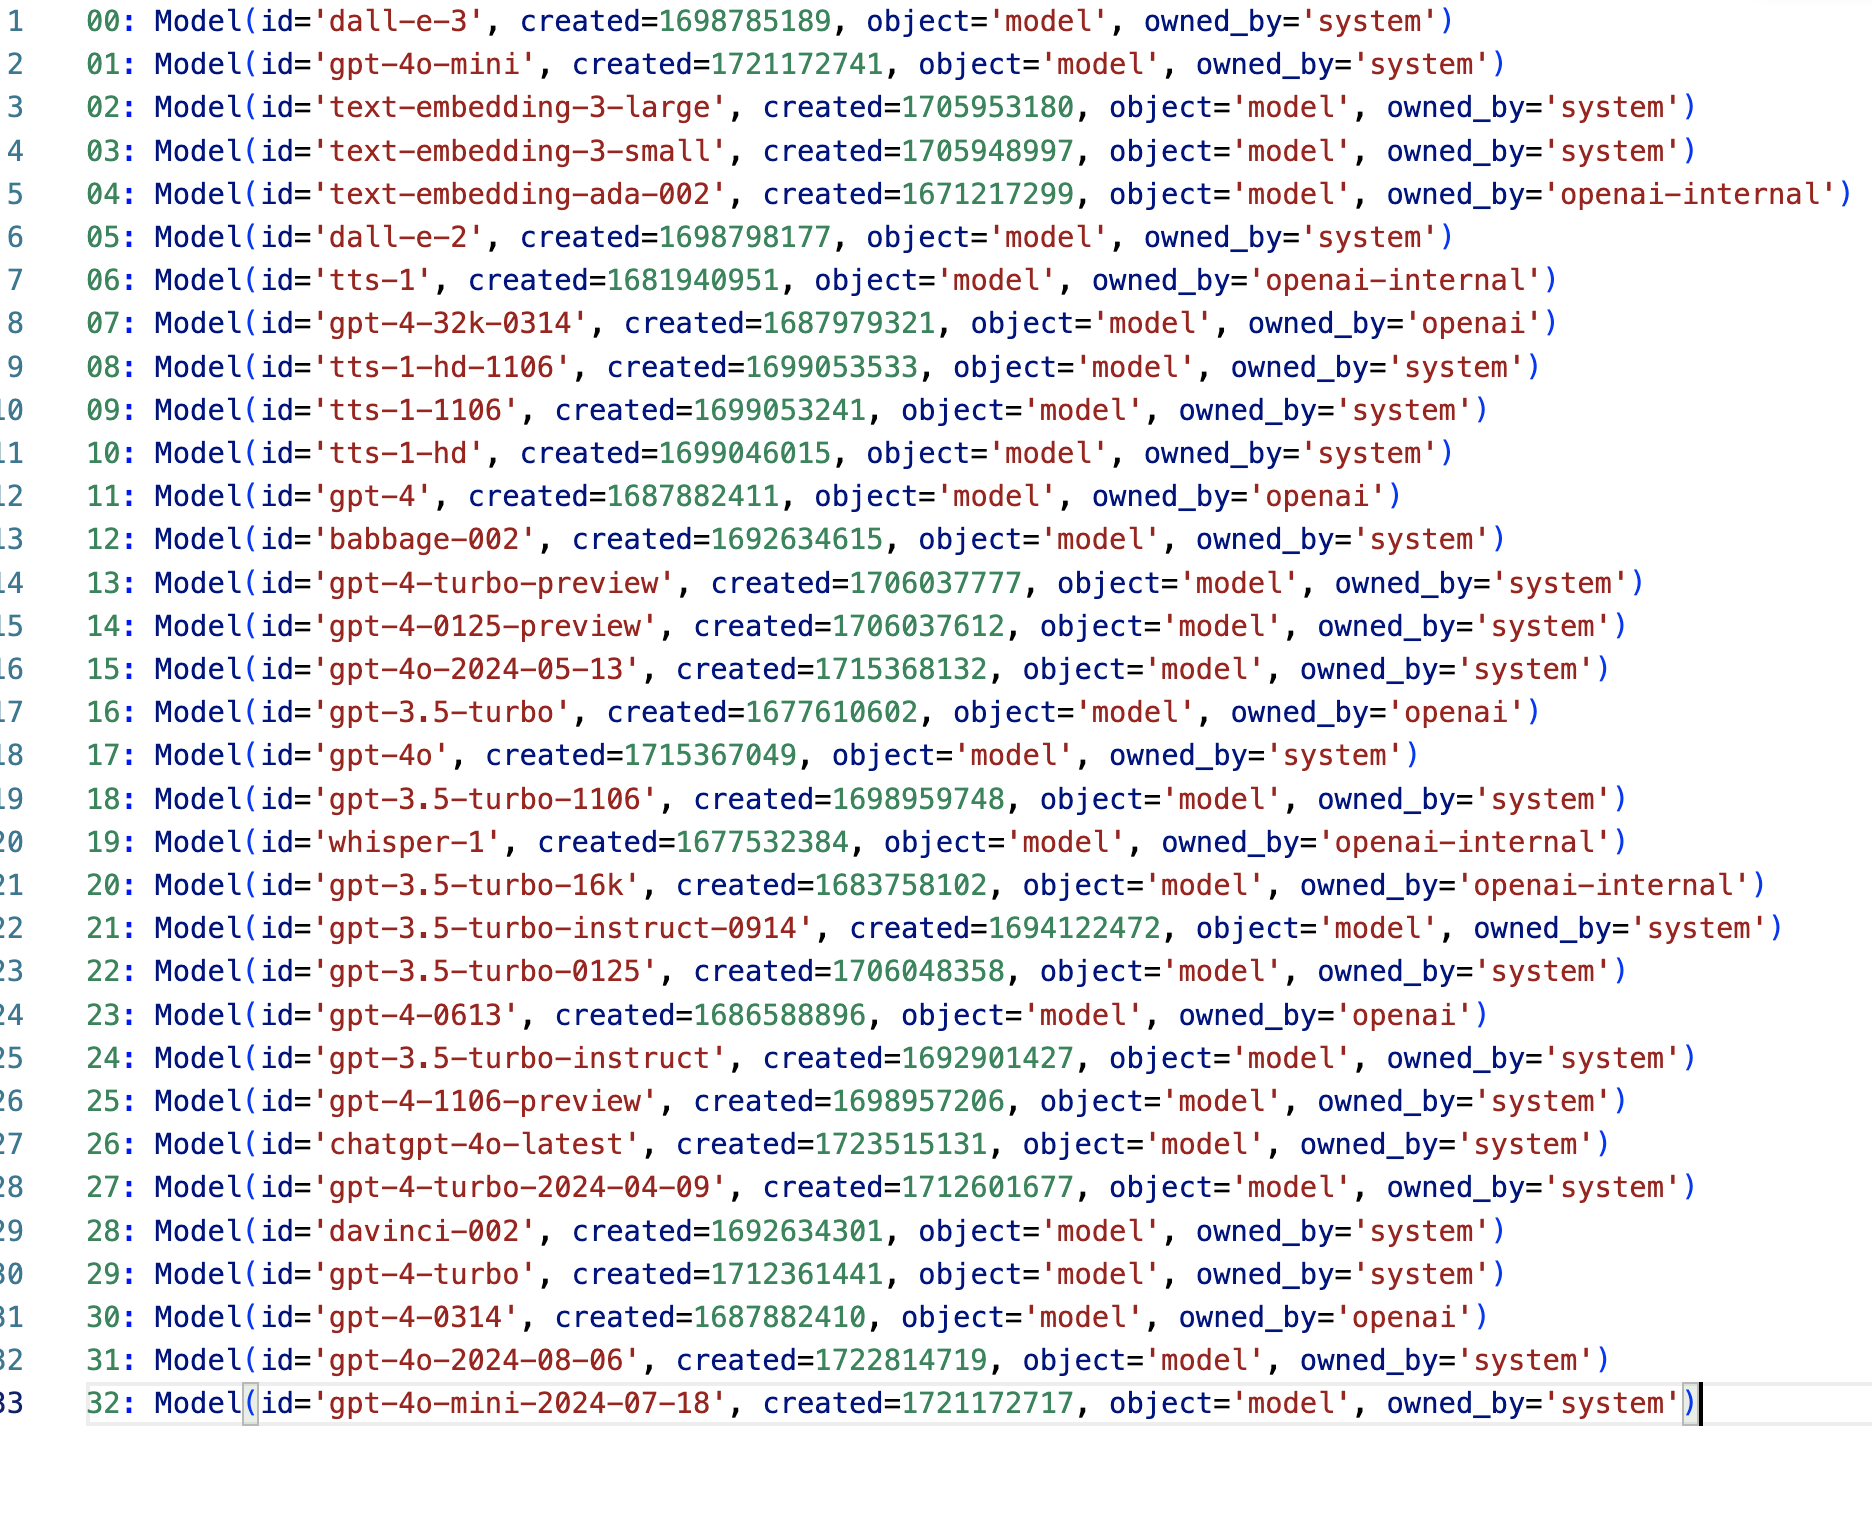 1 00: Model(id='dall-e-3', created=1698785189, object='model', owned_by='system')
2 01: Model(id='gpt-4o-mini', created=1721172741, object='model', owned_by='system')
3 02: Model(id='text-embedding-3-large', created=1705953180, object='model', owned_by='system')
4 03: Model(id='text-embedding-3-small', created=1705948997, object='model', owned_by='system')
5 04: Model(id='text-embedding-ada-002', created=1671217299, object='model', owned_by='openai-internal')
6 05: Model(id='dall-e-2', created=1698798177, object='model', owned_by='system')
7 06: Model(id='tts-1', created=1681940951, object='model', owned_by='openai-internal')
8 07: Model(id='gpt-4-32k-0314', created=1687979321, object='model', owned_by='openai')
9 08: Model(id='tts-1-hd-1106', created=1699053533, object='model', owned_by='system')
10 09: Model(id='tts-1-1106', created=1699053241, object='model', owned_by='system')
11 10: Model(id='tts-1-hd', created=1699046015, object='model', owned_by='system')
12 11: Model(id='gpt-4', created=1687882411, object='model', owned_by='openai')
13 12: Model(id='babbage-002', created=1692634615, object='model', owned_by='system')
14 13: Model(id='gpt-4-turbo-preview', created=1706037777, object='model', owned_by='system')
15 14: Model(id='gpt-4-0125-preview', created=1706037612, object='model', owned_by='system')
16 15: Model(id='gpt-4o-2024-05-13', created=1715368132, object='model', owned_by='system')
17 16: Model(id='gpt-3.5-turbo', created=1677610602, object='model', owned_by='openai')
18 17: Model(id='gpt-4o', created=1715367049, object='model', owned_by='system')
19 18: Model(id='gpt-3.5-turbo-1106', created=1698959748, object='model', owned_by='system')
20 19: Model(id='whisper-1', created=1677532384, object='model', owned_by='openai-internal')
21 20: Model(id='gpt-3.5-turbo-16k', created=1683758102, object='model', owned_by='openai-internal')
22 21: Model(id='gpt-3.5-turbo-instruct-0914', created=1694122472, object='model', owned_by='system')
23 22: Model(id='gpt-3.5-turbo-0125', created=1706048358, object='model', owned_by='system')
24 23: Model(id='gpt-4-0613', created=1686588896, object='model', owned_by='openai')
25 24: Model(id='gpt-3.5-turbo-instruct', created=1692901427, object='model', owned_by='system')
26 25: Model(id='gpt-4-1106-preview', created=1698957206, object='model', owned_by='system')
27 26: Model(id='chatgpt-4o-latest', created=1723515131, object='model', owned_by='system')
28 27: Model(id='gpt-4-turbo-2024-04-09', created=1712601677, object='model', owned_by='system')
29 28: Model(id='davinci-002', created=1692634301, object='model', owned_by='system')
30 29: Model(id='gpt-4-turbo', created=1712361441, object='model', owned_by='system')
31 30: Model(id='gpt-4-0314', created=1687882410, object='model', owned_by='openai')
32 31: Model(id='gpt-4o-2024-08-06', created=1722814719, object='model', owned_by='system')
33 32: Model(id='gpt-4o-mini-2024-07-18', created=1721172717, object='model', owned_by='system')